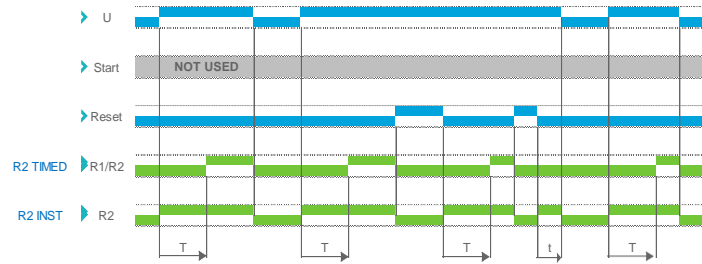 U
Start NOT USED
Reset
R2 TIMED R1/R2
R2 INST R2
T T T t T